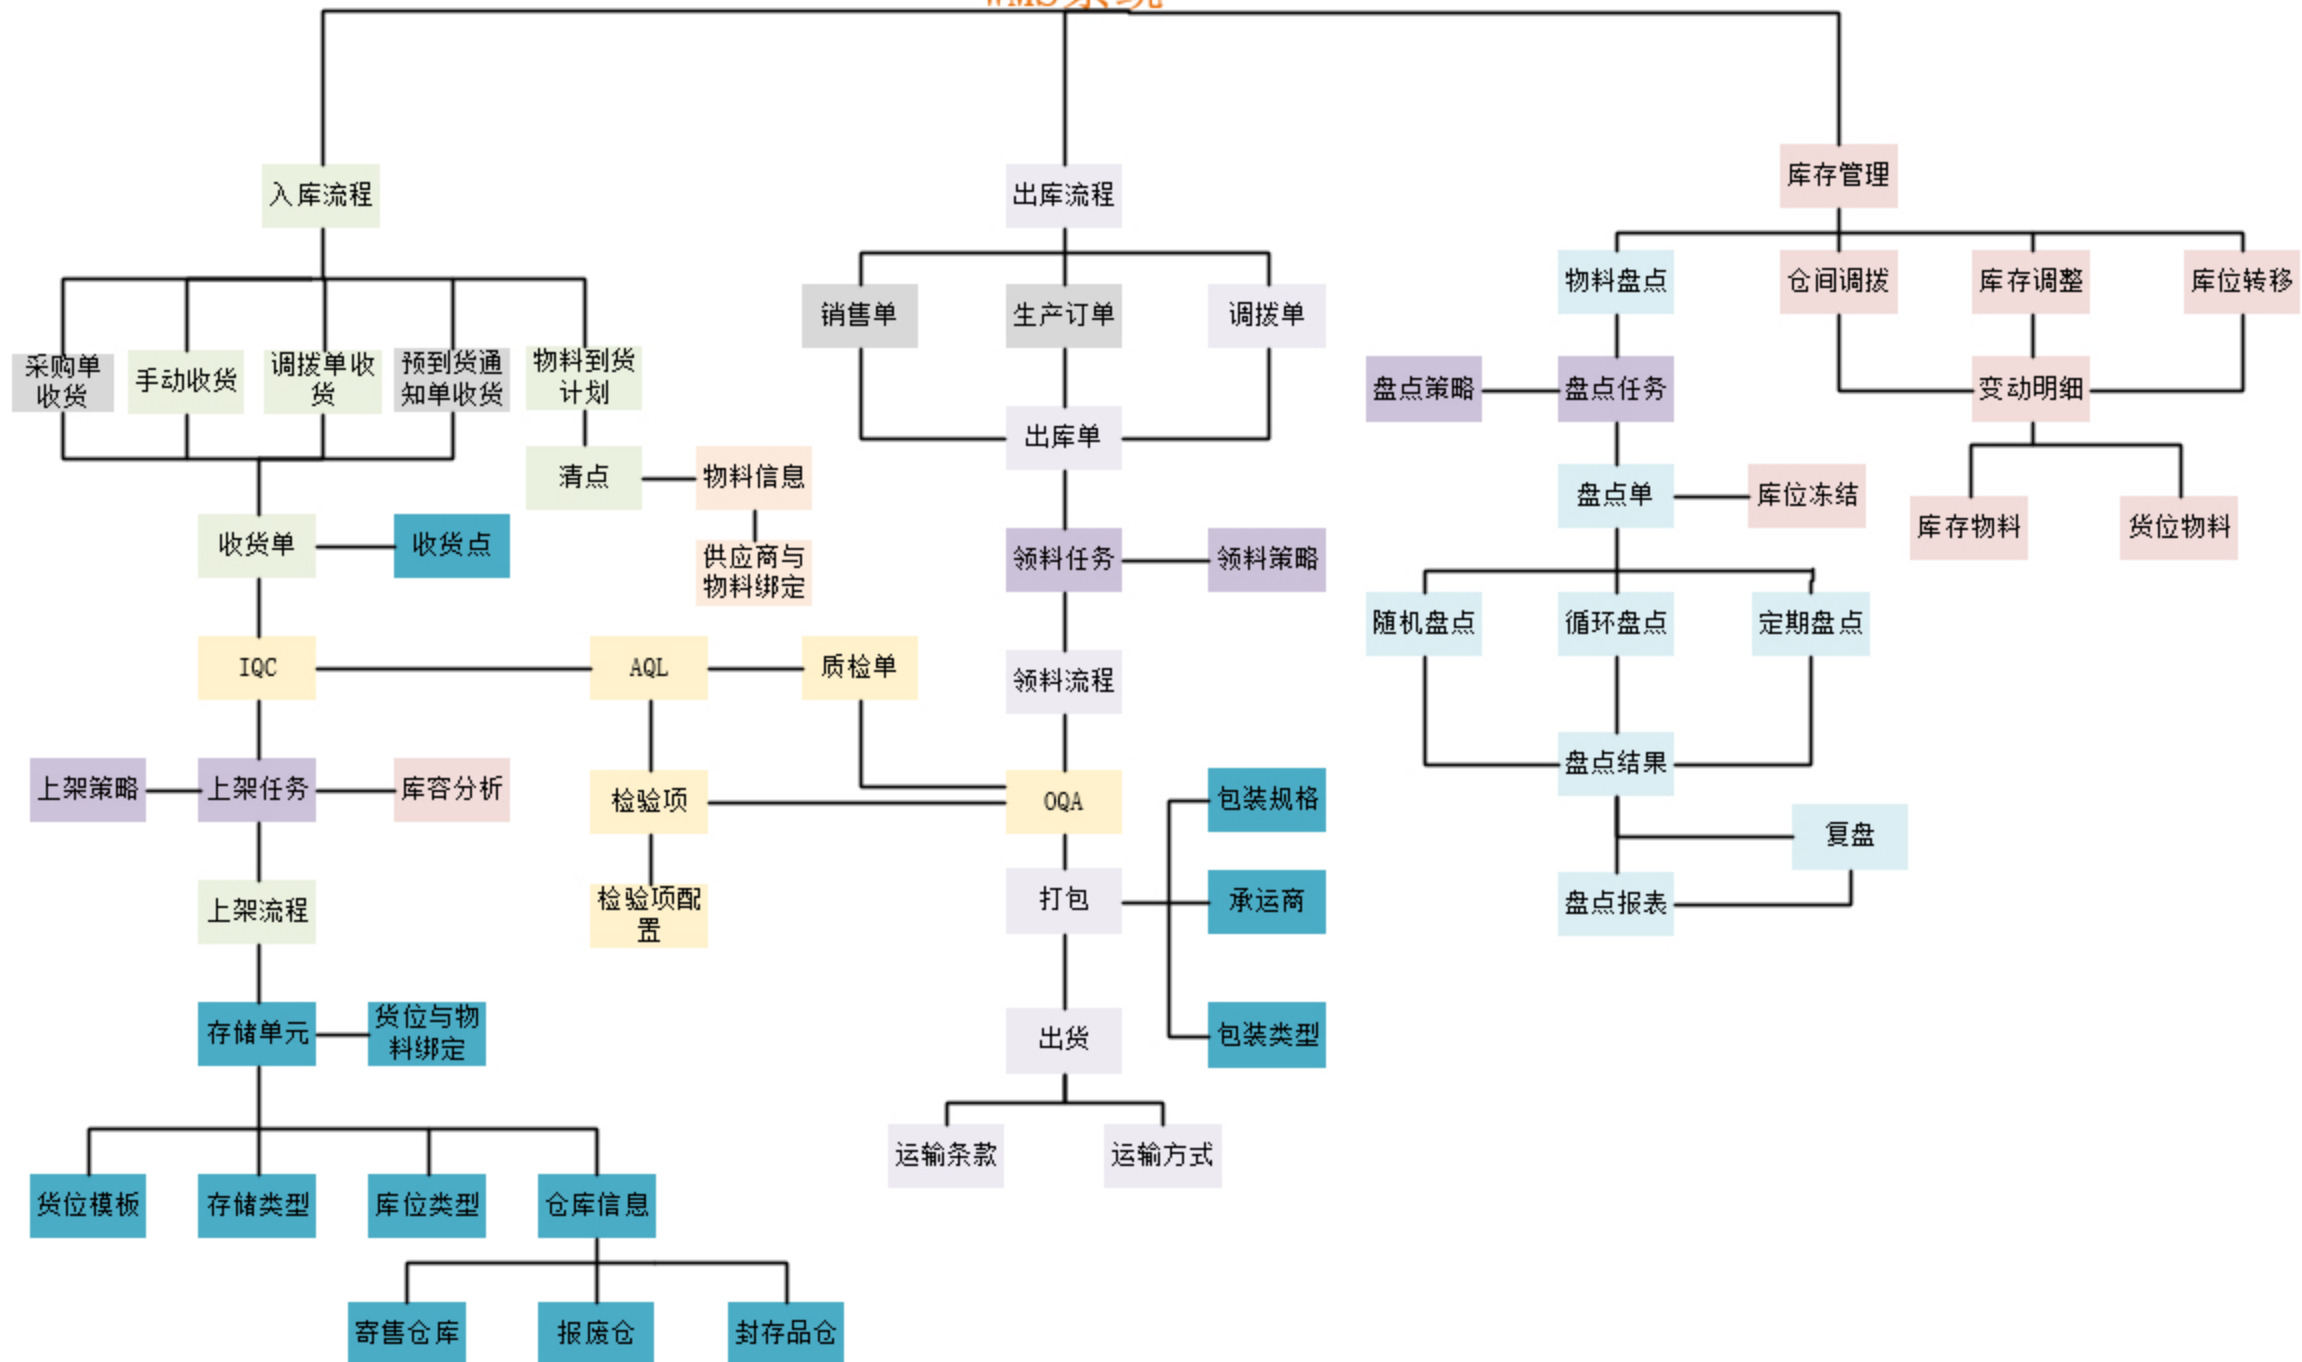 WMS系统
入库流程
出库流程
库存管理
物料盘点
仓间调拨
库存调整
库位转移
销售单
生产订单
调拨单
采购单
收货
手动收货
调拨单收
货
预到货通
知单收货
物料到货
计划
盘点策略
盘点任务
变动明细
出库单
清点
物料信息
盘点单
库位冻结
库存物料
货位物料
收货单
收货点
供应商与
物料绑定
领料任务
领料策略
随机盘点
循环盘点
定期盘点
IQC
AQL
质检单
领料流程
盘点结果
上架策略
上架任务
库容分析
检验项
OQA
包装规格
复盘
上架流程
检验项配
置
打包
承运商
盘点报表
存储单元
货位与物
料绑定
出货
包装类型
运输条款
运输方式
货位模板
存储类型
库位类型
仓库信息
寄售仓库
报废仓
封存品仓